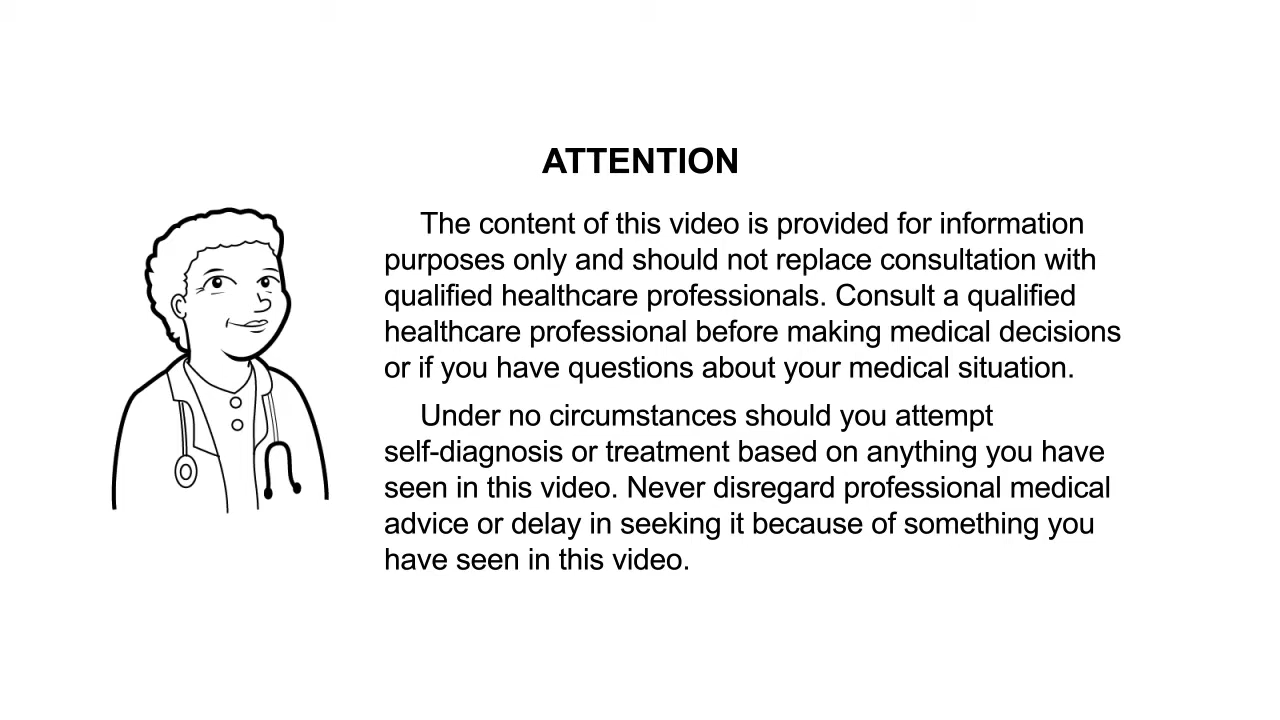 ATTENTION
The content of this video is provided for information
purposes only and should not replace consultation with
qualified healthcare professionals. Consult a qualified
healthcare professional before making medical decisions
or if you have questions about your medical situation.
Under no circumstances should you attempt
self-diagnosis or treatment based on anything you have
seen in this video. Never disregard professional medical
advice or delay in seeking it because of something you
have seen in this video.